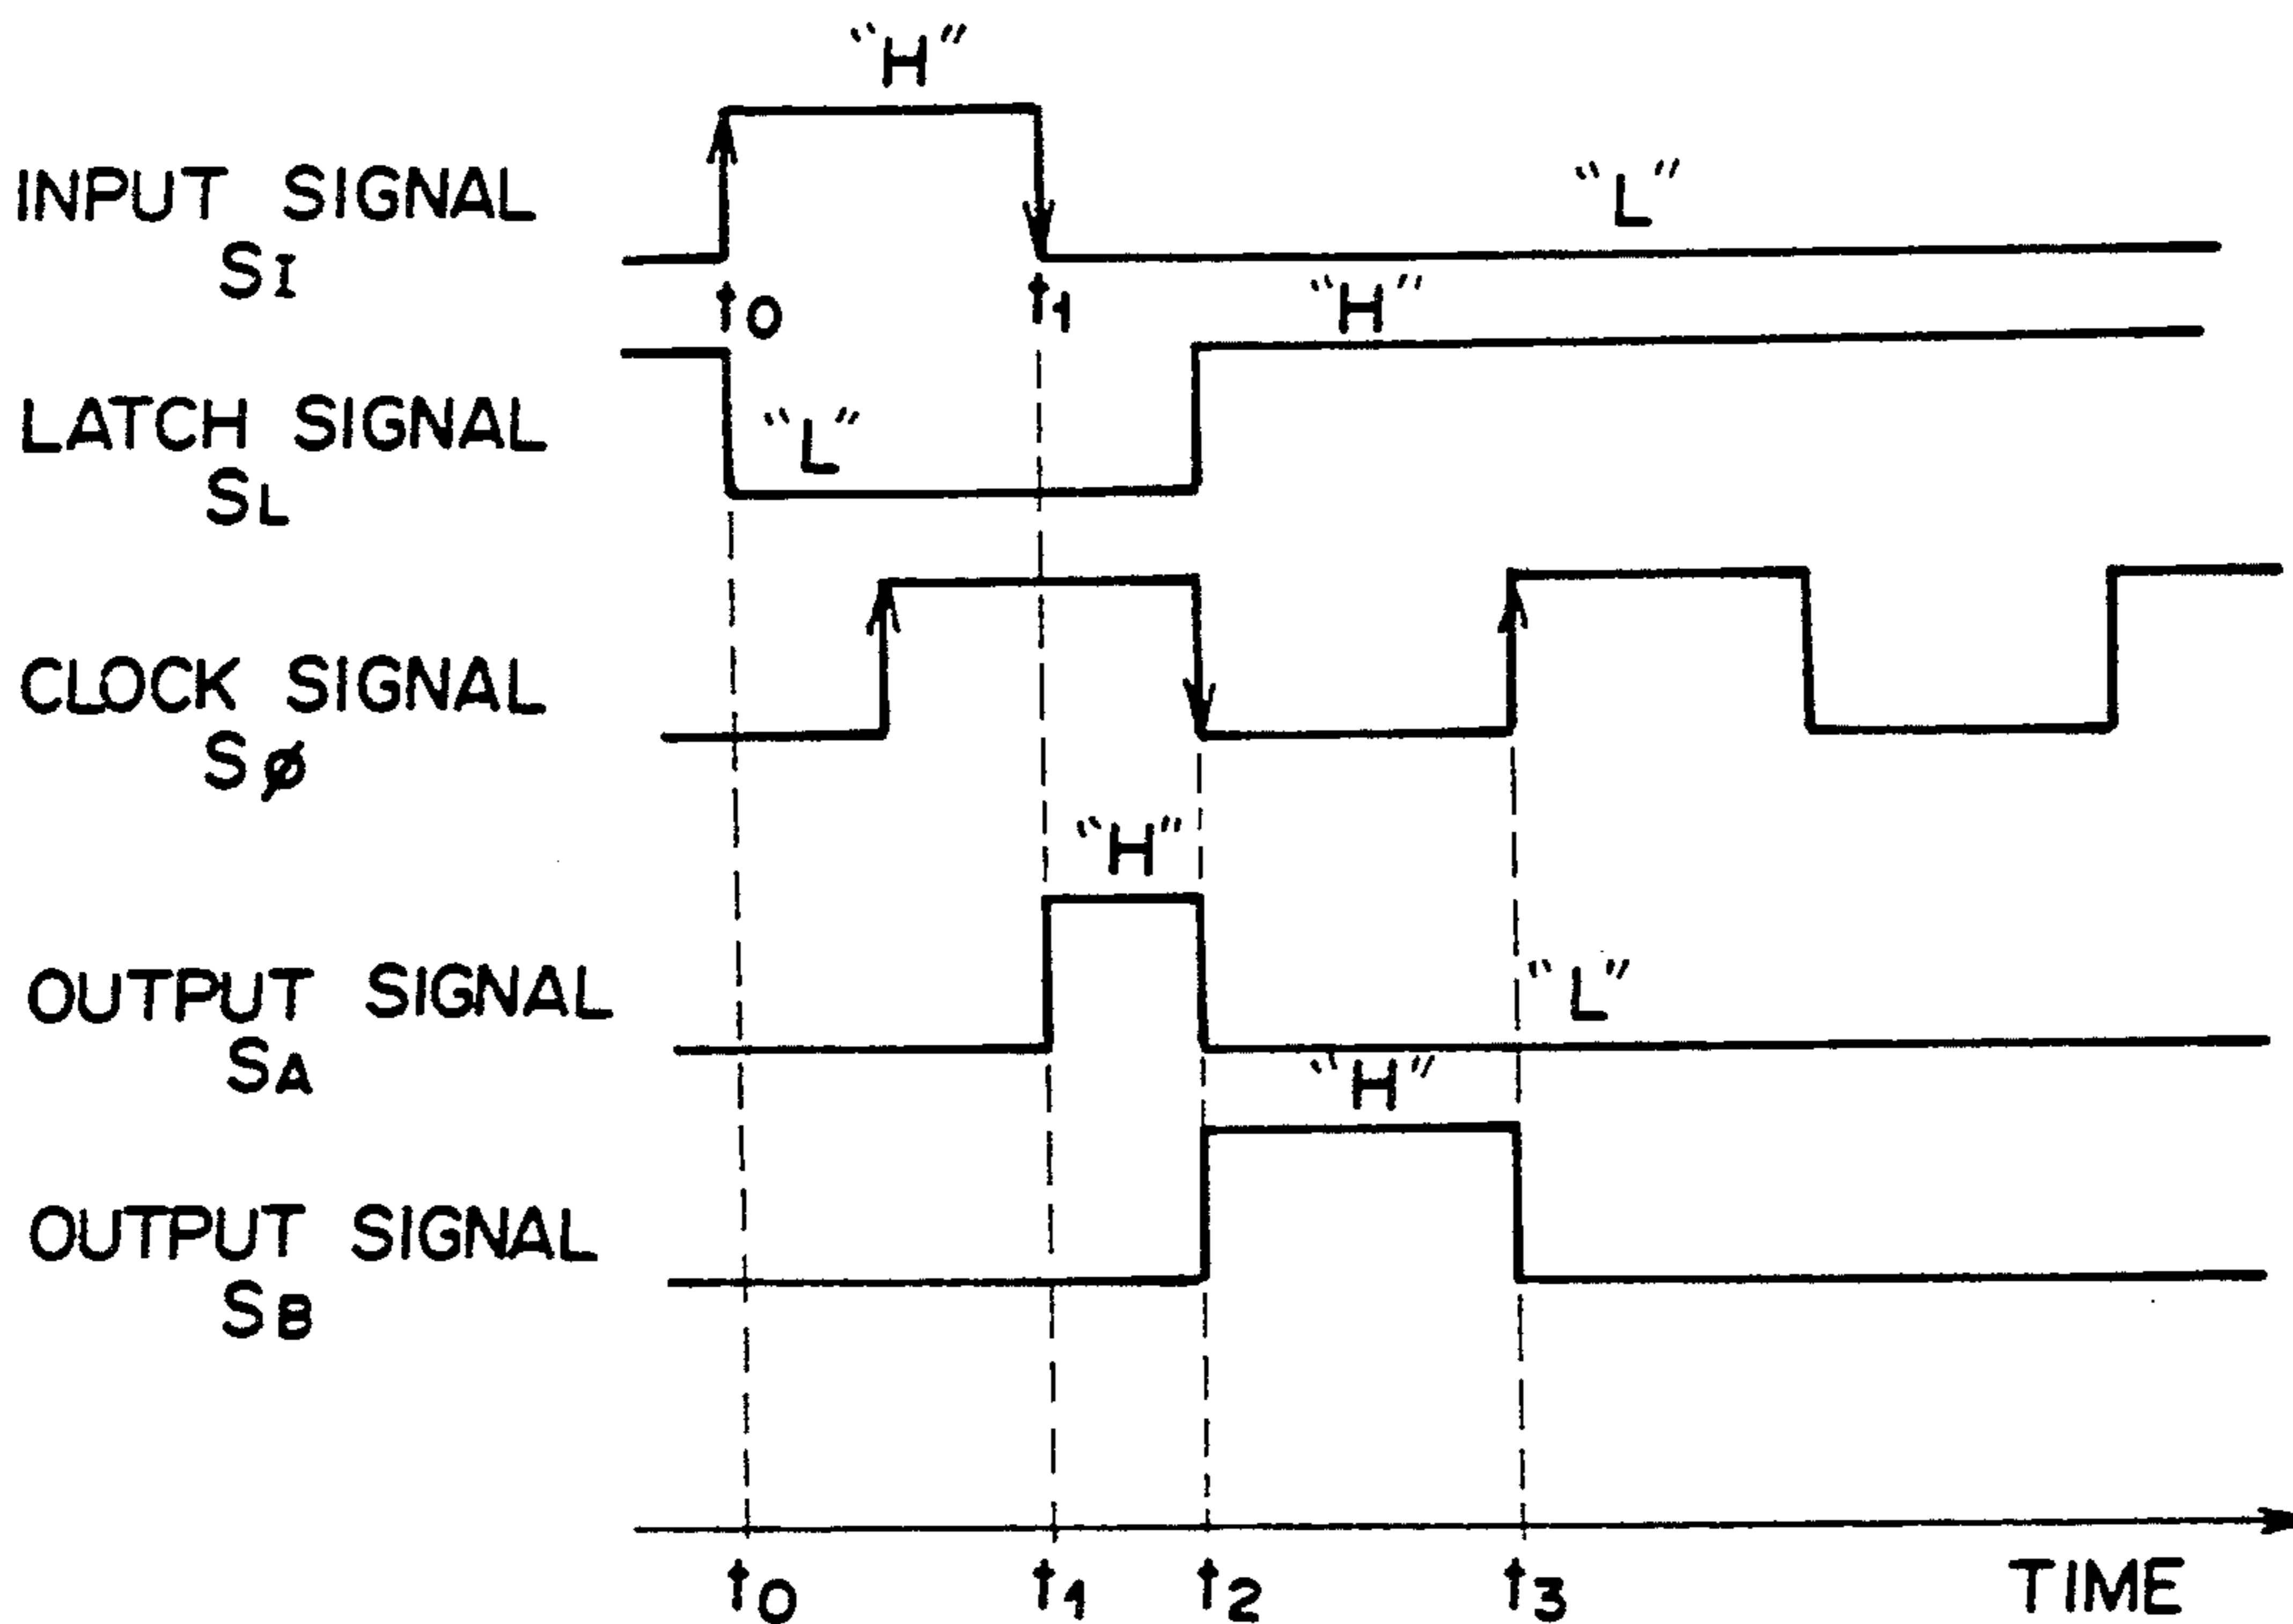 “H”
INPUT SIGNAL
SI
“L”
t0
t1
“H”
LATCH SIGNAL
SL
“L”
CLOCK SIGNAL
Sø
“H”
OUTPUT SIGNAL
SA
“L”
“H”
OUTPUT SIGNAL
SB
t0 t1 t2 t3 TIME